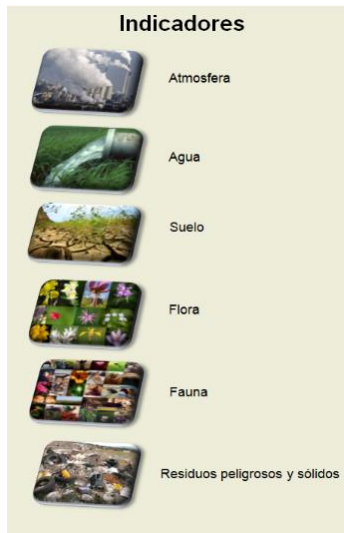 Indicadores
Atmosfera
Agua
Suelo
Flora
Fauna
Residuos peligrosos y sólidos